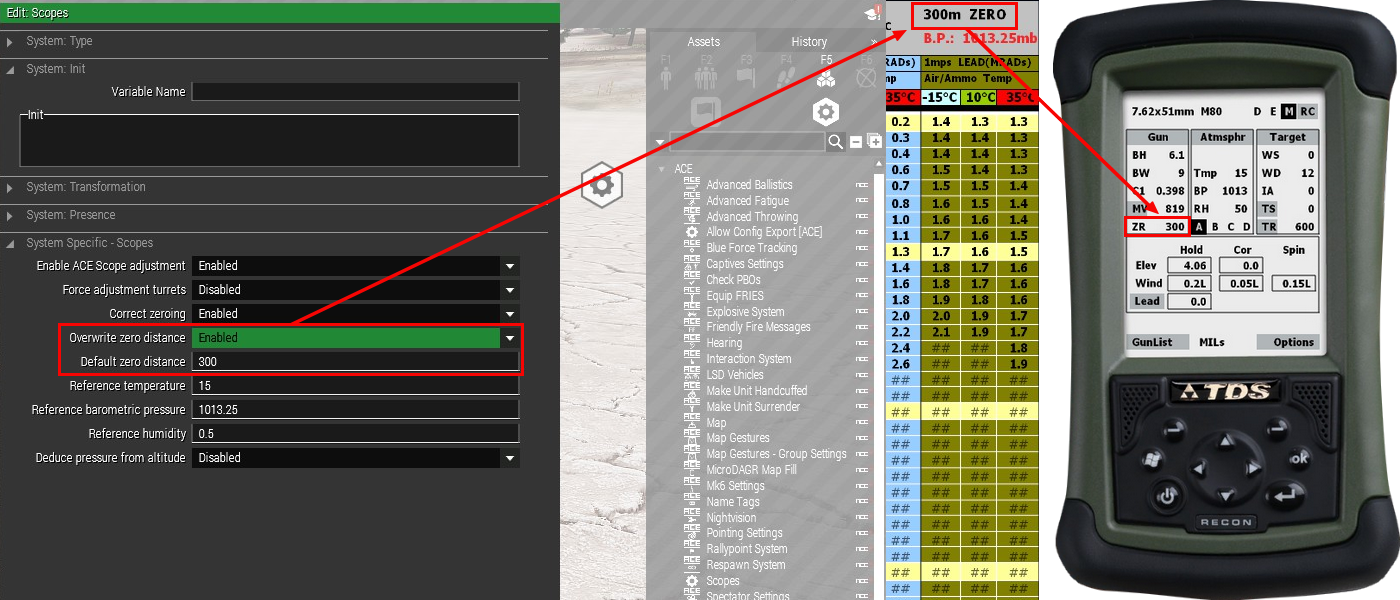 Edit: Scopes
System: Type
System: Init
Variable Name
Init
System: Transformation
System: Presence
System Specific - Scopes
Enable ACE Scope adjustment Enabled
Force adjustment turrets Disabled
Correct zeroing Enabled
Overwrite zero distance Enabled
Default zero distance 300
Reference temperature 15
Reference barometric pressure 1013.25
Reference humidity 0.5
Deduce pressure from altitude Disabled
Assets History »
F1 F2 F3 F4 F5 F6
ACE
Advanced Ballistics
Advanced Fatigue
Advanced Throwing
Allow Config Export [ACE]
Blue Force Tracking
Captives Settings
Check PBOs
Equip FRIES
Explosive System
Friendly Fire Messages
Hearing
Interaction System
LSD Vehicles
Make Unit Handcuffed
Make Unit Surrender
Map
Map Gestures
Map Gestures - Group Settings
MicroDAGR Map Fill
Mk6 Settings
Name Tags
Nightvision
Pointing Settings
Rallypoint System
Respawn System
Scopes
Spectator Settings
300m ZERO
C
B.P.: 1013.25mb
RADs) 1mps LEAD(MRADs)
mp Air/Ammo Temp
35°C -15°C 10°C 35°C
0.2 1.4 1.3 1.3
0.3 1.4 1.4 1.3
0.4 1.4 1.4 1.3
0.6 1.5 1.4 1.3
0.7 1.5 1.5 1.4
0.8 1.6 1.5 1.4
1.0 1.6 1.6 1.4
1.1 1.7 1.6 1.5
1.3 1.7 1.6 1.5
1.4 1.8 1.7 1.6
1.6 1.8 1.7 1.6
1.8 1.9 1.8 1.6
2.0 2.0 1.9 1.7
2.2 2.1 1.9 1.7
2.4 ## ## 1.8
2.6 ## ## 1.9
## ## ## ##
## ## ## ##
## ## ## ##
## ## ## ##
## ## ## ##
## ## ## ##
## ## ## ##
## ## ## ##
## ## ## ##
## ## ## ##
## ## ## ##
## ## ## ##
## ## ## ##
## ## ## ##
7.62x51mm M80 D E M RC
Gun Atmsphr Target
BH 6.1 WS 0
BW 9 Tmp 15 WD 12
C1 0.398 BP 1013 IA 0
MV 819 RH 50 TS 0
ZR 300 A B C D TR 600
Hold Cor Spin
Elev 4.06 0.0
Wind 0.2L 0.05L 0.15L
Lead 0.0
GunList MILs Options
TDS
ok
RECON